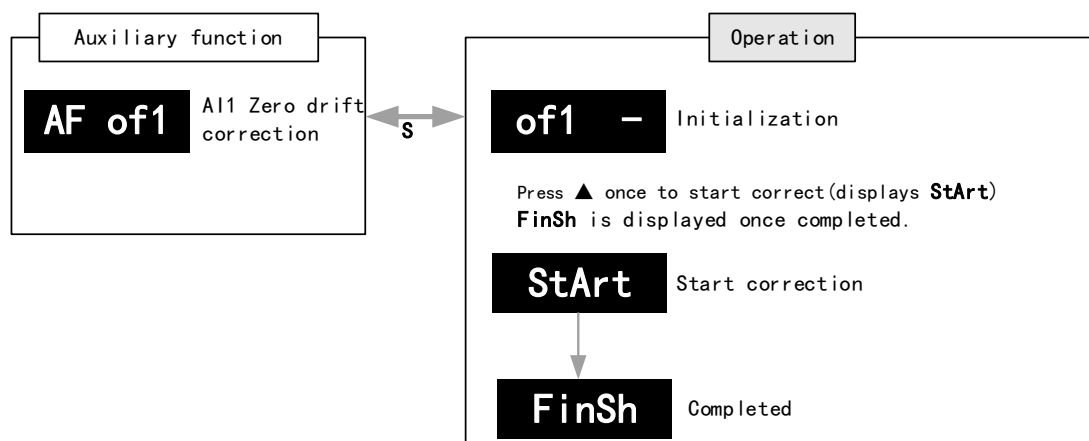 Auxiliary function
AF of1
AI1 Zero drift
correction
S
Operation
of1 －
Initialization
Press ▲ once to start correct(displays StArt)
FinSh is displayed once completed.
StArt
Start correction
FinSh
Completed